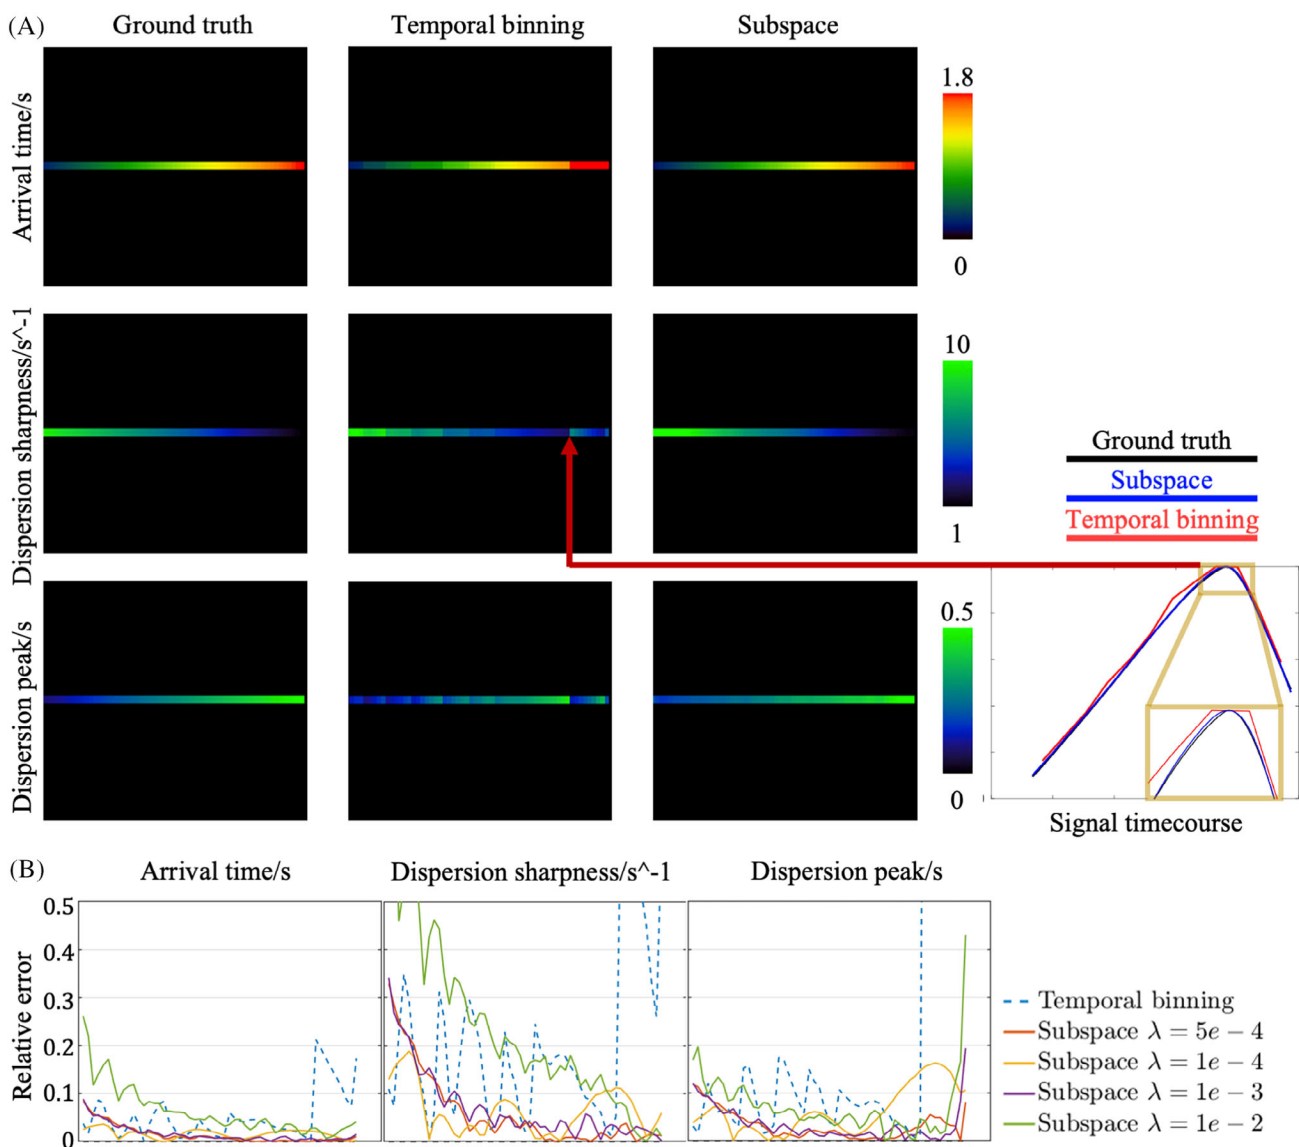 (A)
Ground truth
Temporal binning
Subspace
Arrival time/s
1.8
0
Dispersion sharpness/s^-1
10
1
Ground truth
Subspace
Temporal binning
Dispersion peak/s
0.5
0
Signal timecourse
(B)
Arrival time/s
Dispersion sharpness/s^-1
Dispersion peak/s
Relative error
0.5
0.4
0.3
0.2
0.1
0
Temporal binning
Subspace λ = 5e − 4
Subspace λ = 1e − 4
Subspace λ = 1e − 3
Subspace λ = 1e − 2